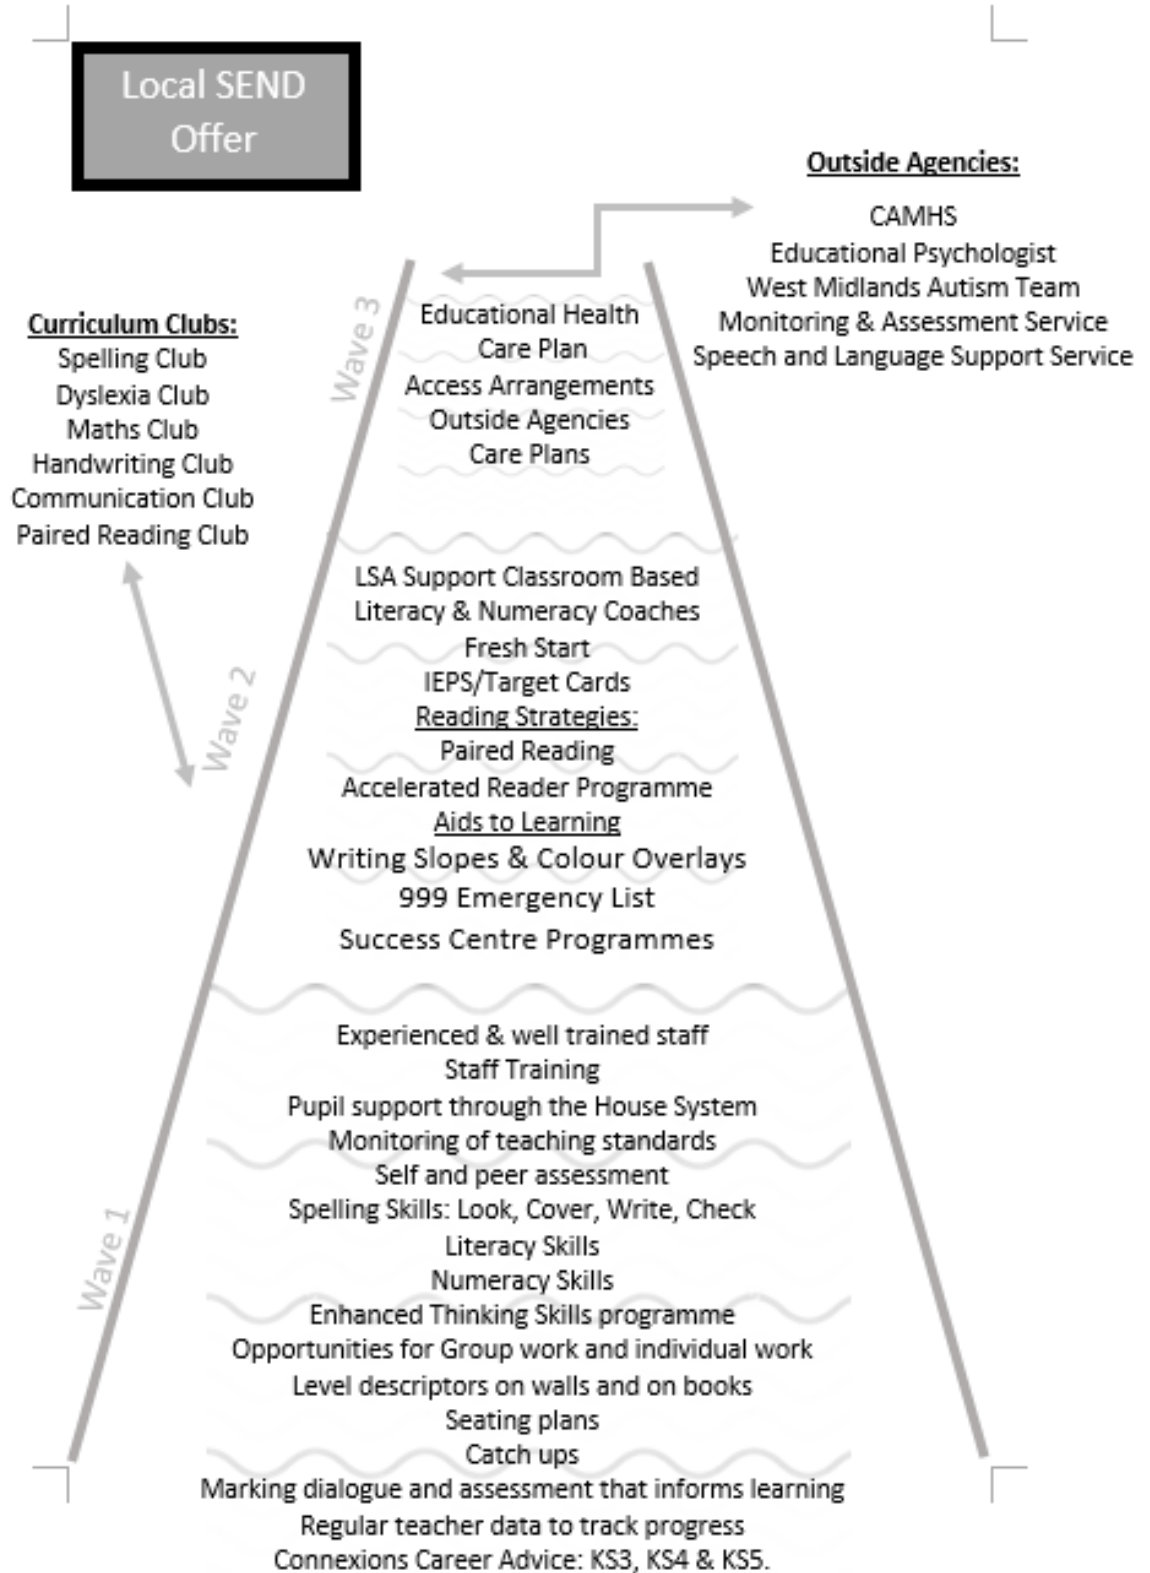 Local SEND
Offer
Outside Agencies:
CAMHS
Educational Psychologist
West Midlands Autism Team
Monitoring & Assessment Service
Speech and Language Support Service
Curriculum Clubs:
Spelling Club
Dyslexia Club
Maths Club
Handwriting Club
Communication Club
Paired Reading Club
Wave 3
Educational Health
Care Plan
Access Arrangements
Outside Agencies
Care Plans
Wave 2
LSA Support Classroom Based
Literacy & Numeracy Coaches
Fresh Start
IEPS/Target Cards
Reading Strategies:
Paired Reading
Accelerated Reader Programme
Aids to Learning
Writing Slopes & Colour Overlays
999 Emergency List
Success Centre Programmes
Wave 1
Experienced & well trained staff
Staff Training
Pupil support through the House System
Monitoring of teaching standards
Self and peer assessment
Spelling Skills: Look, Cover, Write, Check
Literacy Skills
Numeracy Skills
Enhanced Thinking Skills programme
Opportunities for Group work and individual work
Level descriptors on walls and on books
Seating plans
Catch ups
Marking dialogue and assessment that informs learning
Regular teacher data to track progress
Connexions Career Advice: KS3, KS4 & KS5.